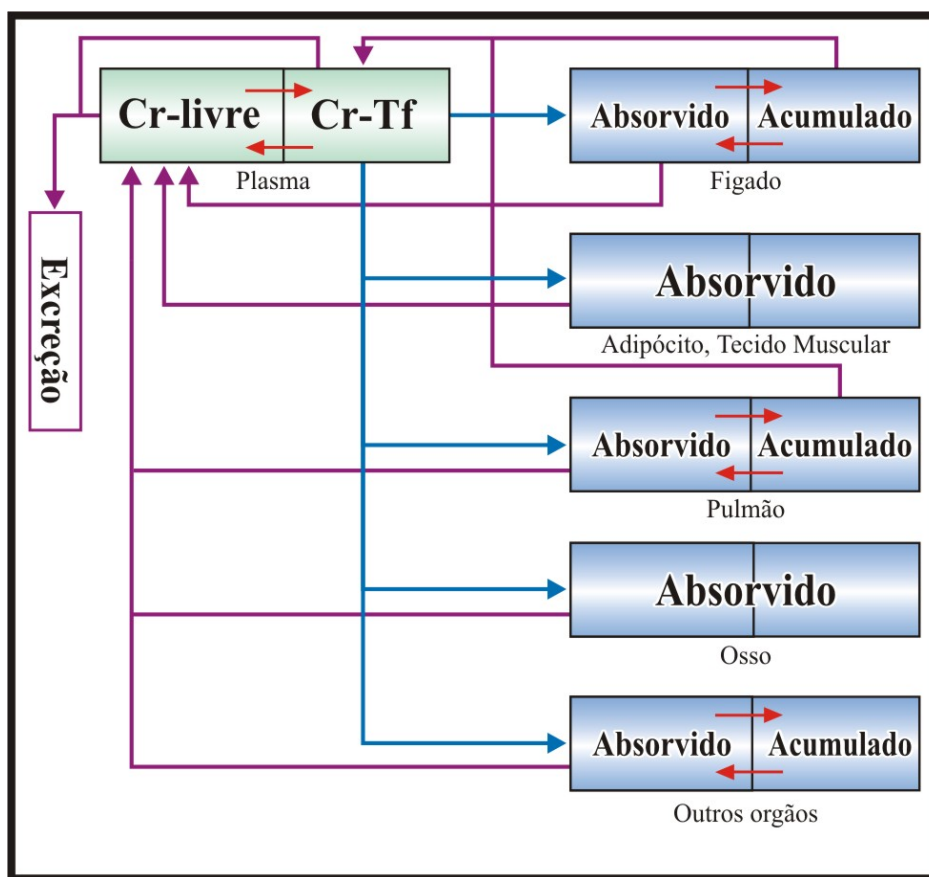 Cr-livre Cr-Tf
Plasma
Absorvido Acumulado
Figado
Excreção
Absorvido
Adipócito, Tecido Muscular
Absorvido Acumulado
Pulmão
Absorvido
Osso
Absorvido Acumulado
Outros orgãos